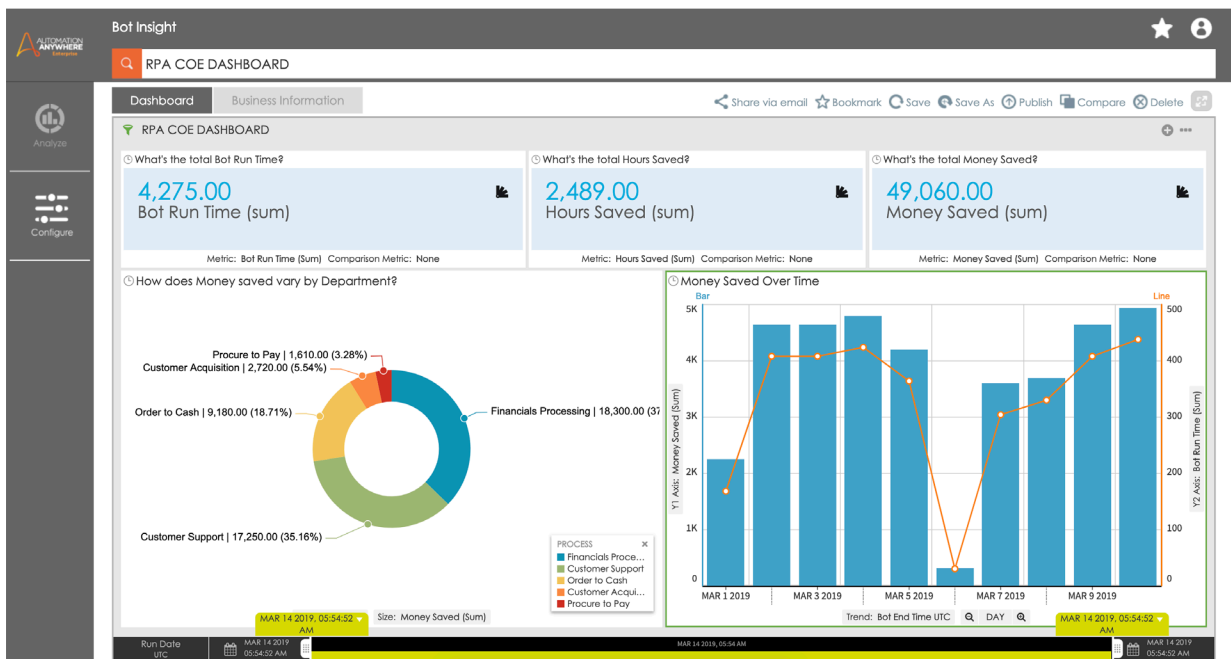 AUTOMATION
ANYWHERE
Enterprise
Bot Insight
RPA COE DASHBOARD
Analyze
Configure
Dashboard
Business Information
Share via email Bookmark Save Save As Publish Compare Delete
RPA COE DASHBOARD
What's the total Bot Run Time?
4,275.00
Bot Run Time (sum)
Metric: Bot Run Time (Sum) Comparison Metric: None
What's the total Hours Saved?
2,489.00
Hours Saved (sum)
Metric: Hours Saved (Sum) Comparison Metric: None
What's the total Money Saved?
49,060.00
Money Saved (sum)
Metric: Money Saved (Sum) Comparison Metric: None
How does Money saved vary by Department?
Procure to Pay | 1,610.00 (3.28%)
Customer Acquisition | 2,720.00 (5.54%)
Order to Cash | 9,180.00 (18.71%)
Financials Processing | 18,300.00 (37
Customer Support | 17,250.00 (35.16%)
PROCESS
Financials Proce...
Customer Support
Order to Cash
Customer Acqui...
Procure to Pay
Size: Money Saved (Sum)
Money Saved Over Time
Bar
Line
5K
4K
3K
2K
1K
0
Y1 Axis: Money Saved (Sum)
500
400
300
200
100
0
Y2 Axis: Bot Run Time (Sum)
MAR 1 2019
MAR 3 2019
MAR 5 2019
MAR 7 2019
MAR 9 2019
Trend: Bot End Time UTC
DAY
MAR 14 2019, 05:54:52
AM
MAR 14 2019, 05:54:52
AM
Run Date
UTC
MAR 14 2019
05:54:52 AM
MAR 14 2019, 05:54 AM
MAR 14 2019
05:54:52 AM